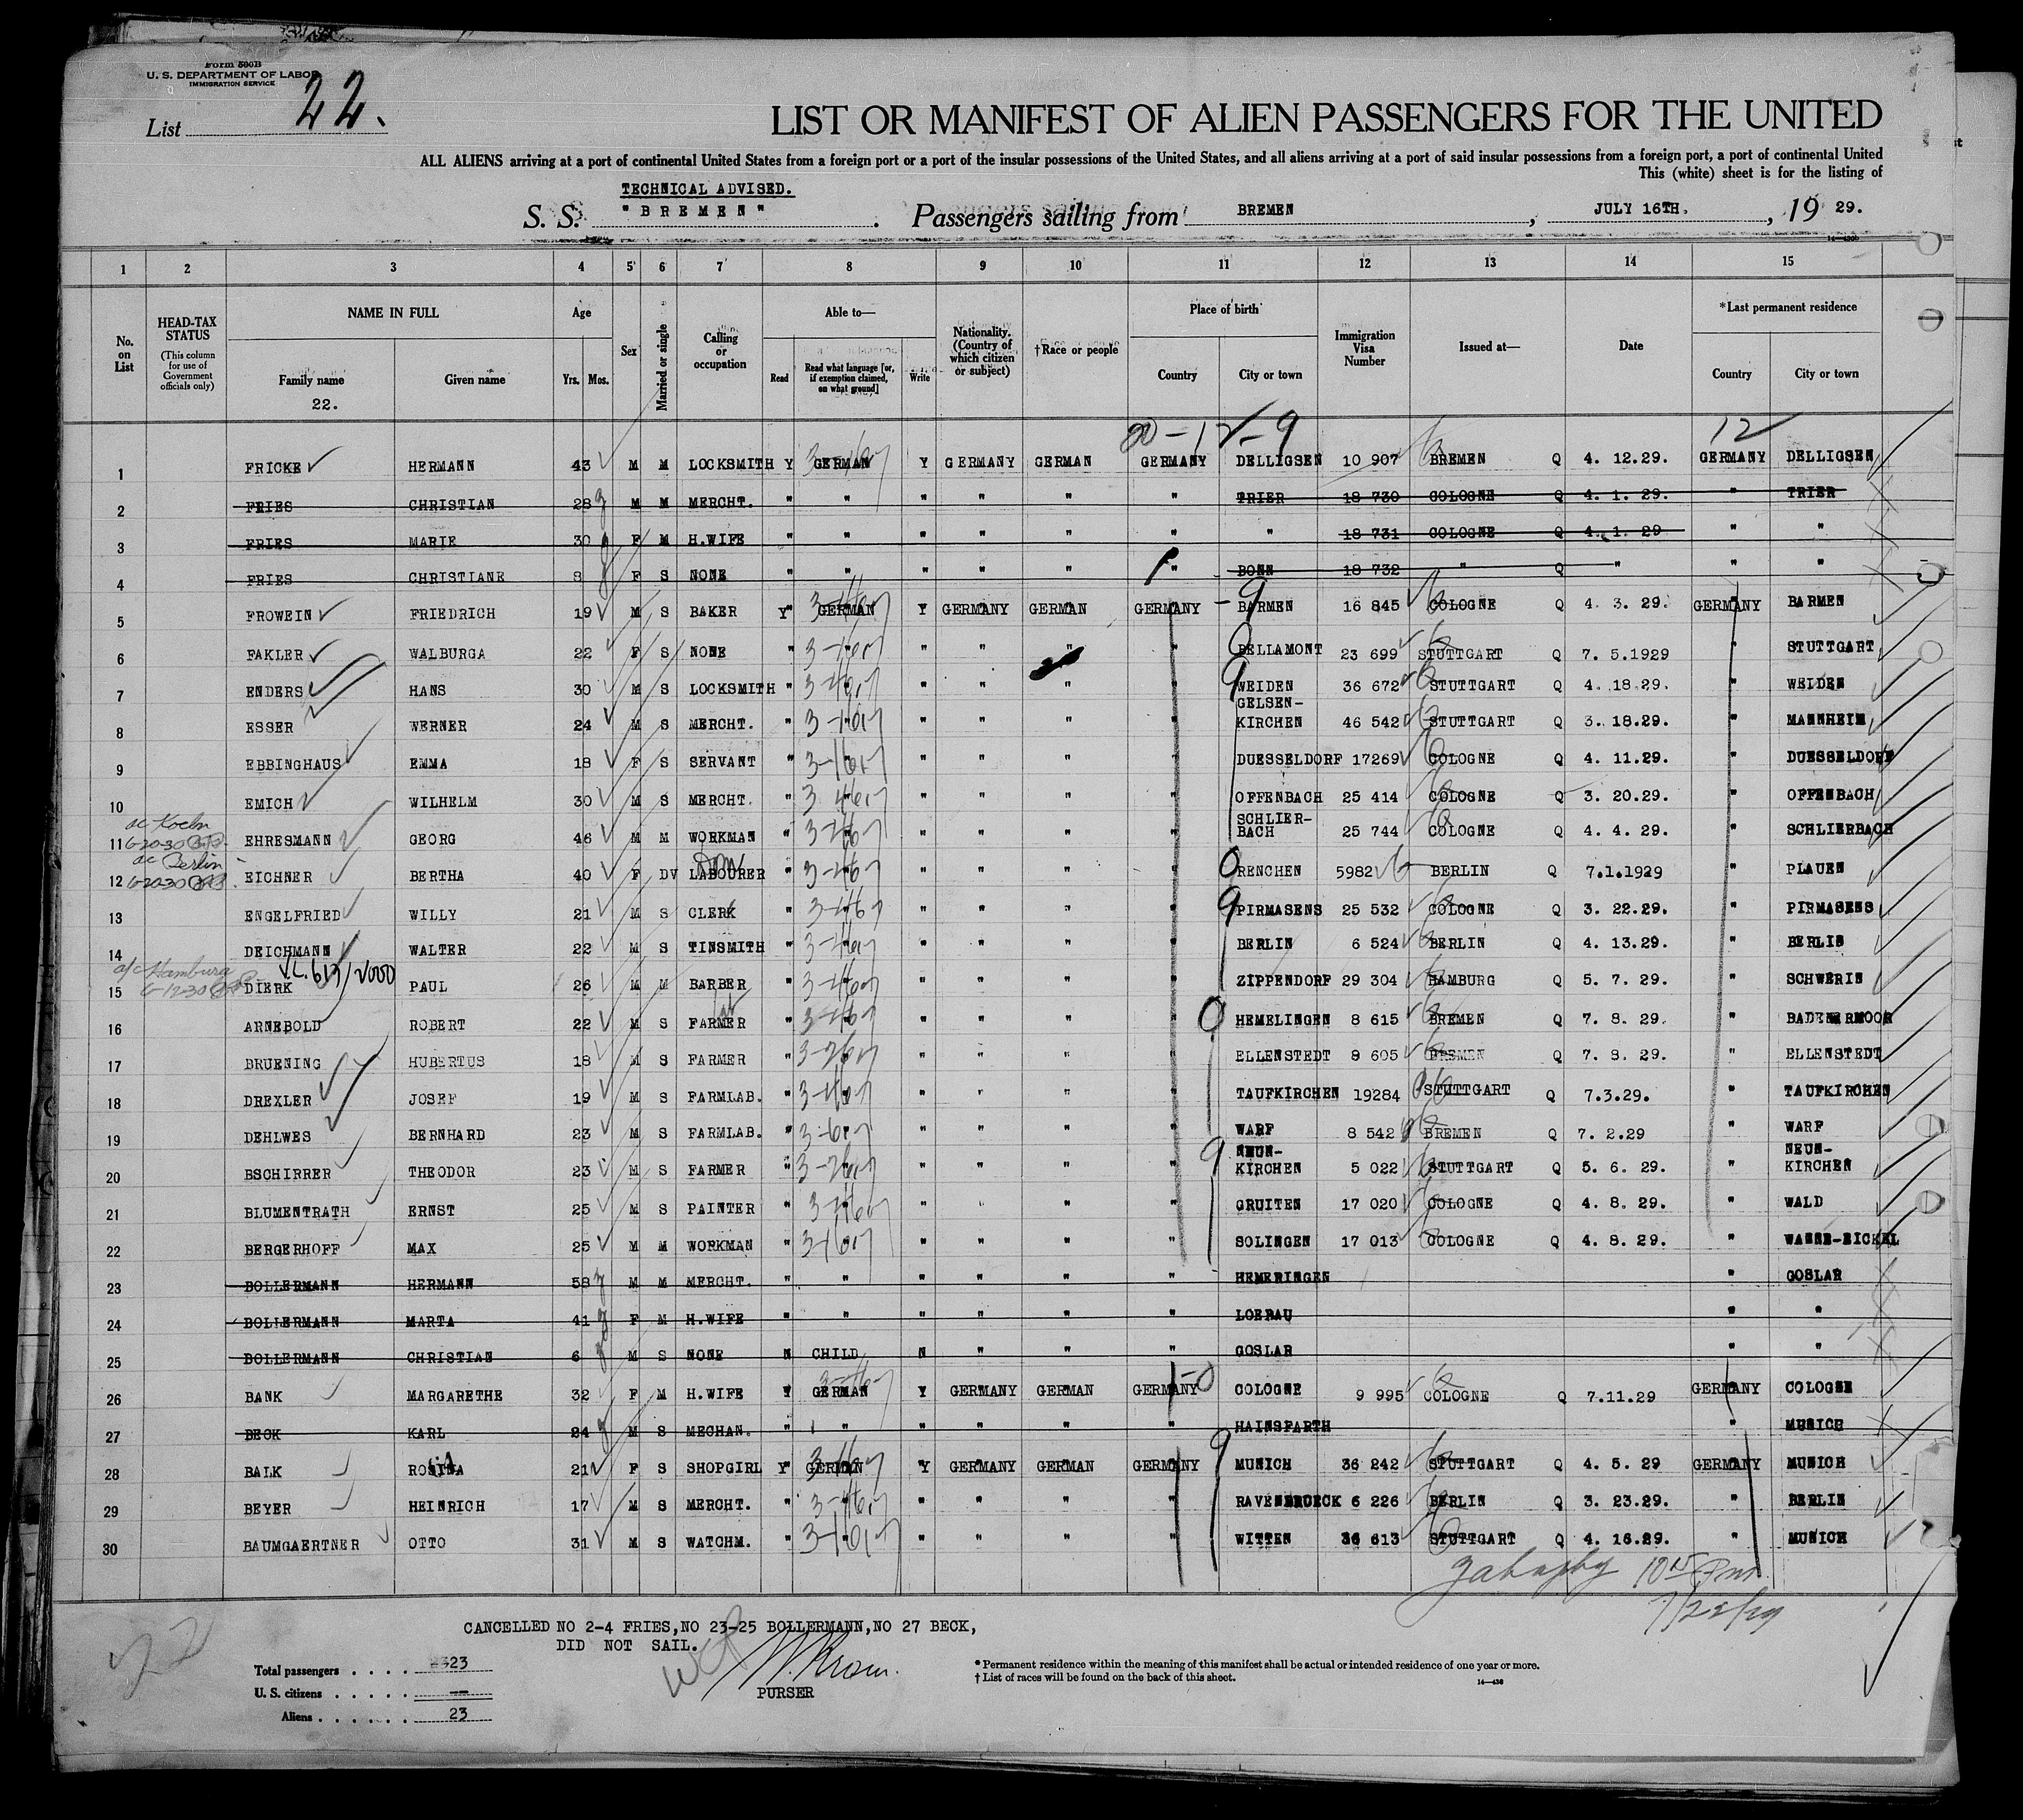 Form 500B
U. S. DEPARTMENT OF LABOR
IMMIGRATION SERVICE
List 22.
LIST OR MANIFEST OF ALIEN PASSENGERS FOR THE UNITED
ALL ALIENS arriving at a port of continental United States from a foreign port or a port of the insular possessions of the United States, and all aliens arriving at a port of said insular possessions from a foreign port, a port of continental United
This (white) sheet is for the listing of
TECHNICAL ADVISED.
S. S. "BREMEN". Passengers sailing from BREMEN, JULY 16TH., 19 29.
1 2 3 4 5 6 7 8 9 10 11 12 13 14 15
No. on List
HEAD-TAX STATUS (This column for use of Government officials only)
NAME IN FULL
Family name
22.
Given name
Age
Yrs. Mos.
Sex
Married or single
Calling or occupation
Able to—
Read
Read what language [or, if exemption claimed, on what ground]
Write
Nationality. (Country of which citizen or subject)
†Race or people
Place of birth
Country
City or town
Immigration Visa Number
Issued at—
Date
*Last permanent residence
Country
City or town
12
1 FRICKE HERMANN 43 M M LOCKSMITH Y GERMAN Y GERMANY GERMAN GERMANY DELLIGSEN 10 907 BREMEN Q 4. 12.29. GERMANY DELLIGSEN
2 FRIES CHRISTIAN 28 M M MERCHT. " " " " " " TRIER 18 730 COLOGNE Q 4. 1. 29. " TRIER
3 FRIES MARIE 30 F M H.WIFE " " " " " " " 18 731 COLOGNE Q 4. 1. 29 " "
4 FRIES CHRISTIANE 8 F S NONE " " " " " " BONN 18 732 " Q " " "
5 FROWEIN FRIEDRICH 19 M S BAKER Y" GERMAN Y GERMANY GERMAN GERMANY BARMEN 16 845 COLOGNE Q 4. 3. 29. GERMANY BARMEN
6 FAKLER WALBURGA 22 F S NONE " " " " " " BELLAMONT 23 699 STUTTGART Q 7. 5.1929 " STUTTGART
7 ENDERS HANS 30 M S LOCKSMITH " " " " " " WEIDEN 36 672 STUTTGART Q 4. 18.29. " WEIDEN
8 ESSER WERNER 24 M S MERCHT. " " " " " " GELSEN-KIRCHEN 46 542 STUTTGART Q 3. 18.29. " MANNHEIM
9 EBBINGHAUS EMMA 18 F S SERVANT " " " " " " DUESSELDORF 17269 COLOGNE Q 4. 11.29. " DUESSELDORF
10 EMICH WILHELM 30 M S MERCHT. " " " " " " OFFENBACH 25 414 COLOGNE Q 3. 20.29. " OFFENBACH
ac Koeln
6-20-30
11 EHRESMANN GEORG 46 M M WORKMAN " " " " " " SCHLIER-BACH 25 744 COLOGNE Q 4. 4. 29. " SCHLIERBACH
ac Berlin
6-20-30
12 EICHNER BERTHA 40 F DV LABOURER " " " " " " RENCHEN 5982 BERLIN Q 7.1.1929 " PLAUEN
13 ENGELFRIED WILLY 21 M S CLERK " " " " " " PIRMASENS 25 532 COLOGNE Q 3. 22.29. " PIRMASENS
14 DEICHMANN WALTER 22 M S TINSMITH " " " " " " BERLIN 6 524 BERLIN Q 4. 13.29. " BERLIN
a/c Hamburg
6-12-30
15 DIERK PAUL 26 M M BARBER " " " " " " ZIPPENDORF 29 304 HAMBURG Q 5. 7. 29. " SCHWERIN
16 ARNEBOLD ROBERT 22 M S FARMER " " " " " " HEMELINGEN 8 615 BREMEN Q 7. 8. 29. " BADENERMOOR
17 BRUENING HUBERTUS 18 M S FARMER " " " " " " ELLENSTEDT 8 605 BREMEN Q 7. 8. 29. " ELLENSTEDT
18 DREXLER JOSEF 19 M S FARMLAB. " " " " " " TAUFKIRCHEN 19284 STUTTGART Q 7.3.29. " TAUFKIRCHEN
19 DEHLWES BERNHARD 23 M S FARMLAB. " " " " " " WARF 8 542 BREMEN Q 7. 2.29 " WARF
20 BSCHIRRER THEODOR 23 M S FARMER " " " " " " NEUN-KIRCHEN 5 022 STUTTGART Q 5. 6. 29. " NEUN-KIRCHEN
21 BLUMENTRATH ERNST 25 M S PAINTER " " " " " " GRUITEN 17 020 COLOGNE Q 4. 8. 29. " WALD
22 BERGERHOFF MAX 25 M M WORKMAN " " " " " " SOLINGEN 17 013 COLOGNE Q 4. 8. 29. " WANNE-EICKEL
23 BOLLERMANN HERMANN 58 M M MERCHT. " " " " " " HEMERINGEN " GOSLAR
24 BOLLERMANN MARTA 41 F M H.WIFE " " " " " " LOEBAU " "
25 BOLLERMANN CHRISTIAN 6 M S NONE N CHILD N " " " GOSLAR " "
26 BANK MARGARETHE 32 F M H.WIFE Y GERMAN Y GERMANY GERMAN GERMANY COLOGNE 9 995 COLOGNE Q 7.11.29 GERMANY COLOGNE
27 BECK KARL 24 M S MECHAN. " " " " " " HAINSFARTH " MUNICH
28 BALK ROSINA 21 F S SHOPGIRL Y GERMAN Y GERMANY GERMAN GERMANY MUNICH 36 242 STUTTGART Q 4. 5. 29 GERMANY MUNICH
29 BEYER HEINRICH 17 M S MERCHT. " " " " " " RAVENBRUECK 6 226 BERLIN Q 3. 23.29. " BERLIN
30 BAUMGAERTNER OTTO 31 M S WATCHM. " " " " " " WITTEN 36 613 STUTTGART Q 4. 16.29. " MUNICH
7/22/29
CANCELLED NO 2-4 FRIES,NO 23-25 BOLLERMANN,NO 27 BECK,
DID NOT SAIL.
22
Total passengers . . . . 23
U. S. citizens . . . . . —
Aliens . . . . . . 23
PURSER
* Permanent residence within the meaning of this manifest shall be actual or intended residence of one year or more.
† List of races will be found on the back of this sheet.
14—430